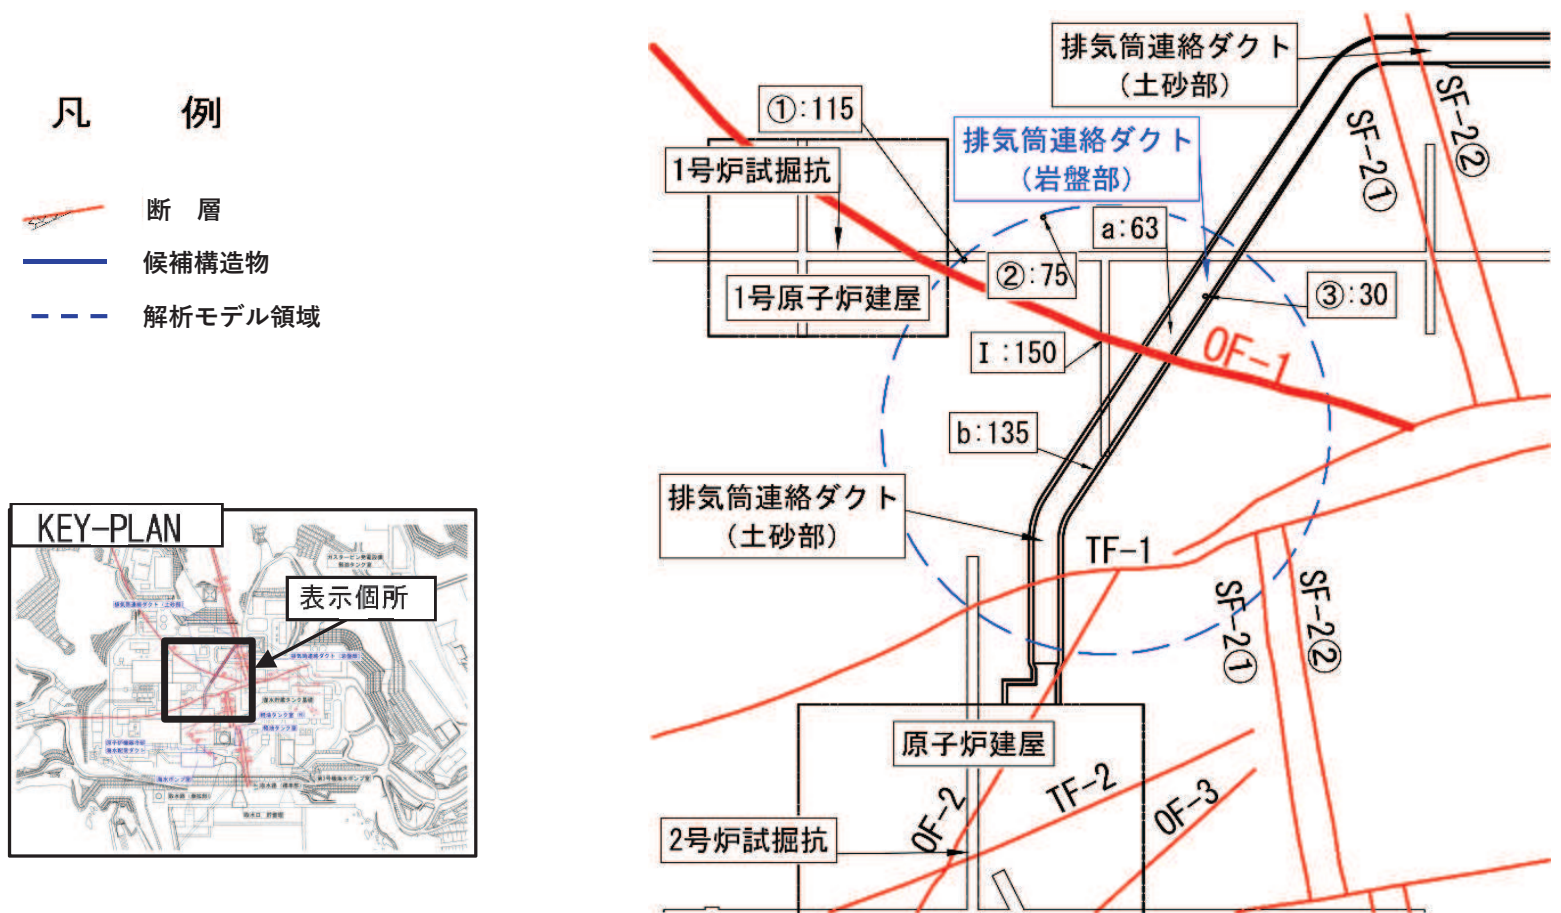 凡　例
断　層
候補構造物
解析モデル領域
KEY-PLAN
表示個所
排気筒連絡ダクト
(土砂部)
①:115
排気筒連絡ダクト
(岩盤部)
1号炉試掘抗
a:63
SF-2①
SF-2②
②:75
③:30
1号原子炉建屋
I:150
OF-1
b:135
排気筒連絡ダクト
(土砂部)
TF-1
SF-2①
SF-2②
原子炉建屋
TF-2
OF-3
OF-2
2号炉試掘抗